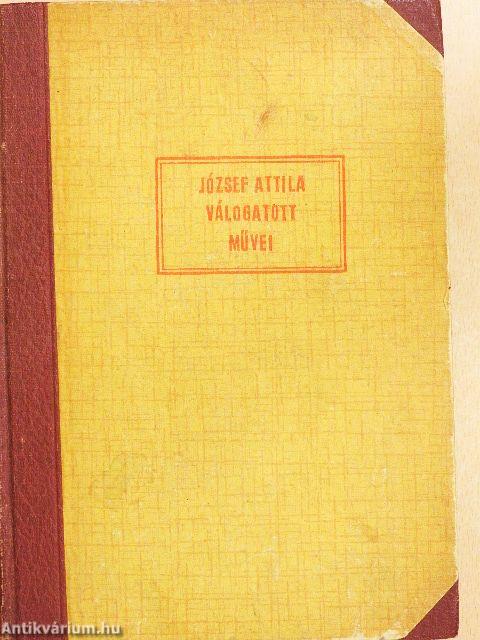 JÓZSEF ATTILA
VÁLOGATOTT
MŰVEI
Antikvárium.hu